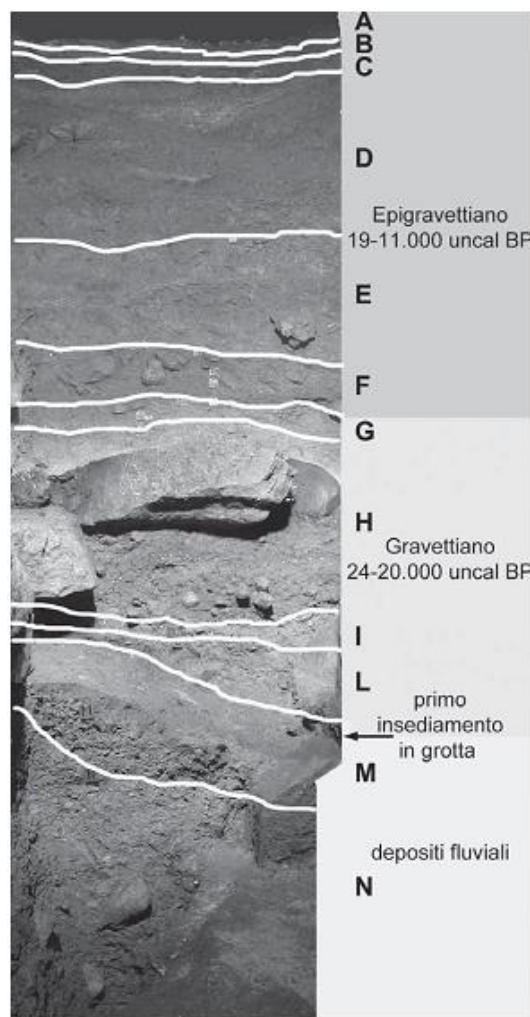 A
B
C
D
Epigravettiano
19-11.000 uncal BP
E
F
G
H
Gravettiano
24-20.000 uncal BP
I
L
primo
insediamento
in grotta
M
depositi fluviali
N